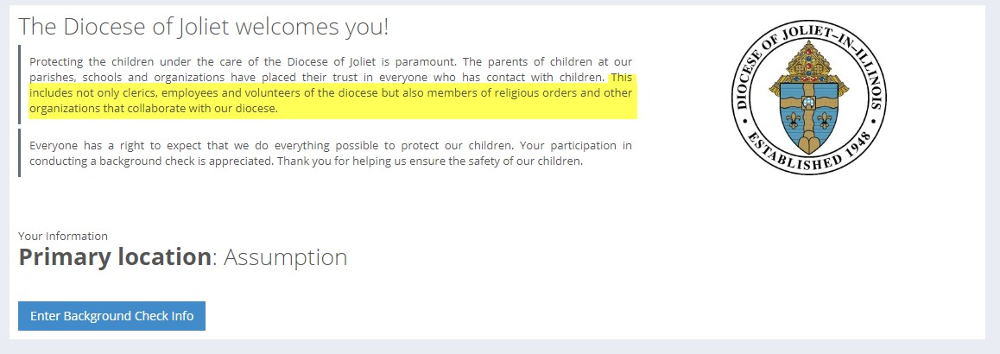 The Diocese of Joliet welcomes you!
Protecting the children under the care of the Diocese of Joliet is paramount. The parents of children at our
parishes, schools and organizations have placed their trust in everyone who has contact with children. This
includes not only clerics, employees and volunteers of the diocese but also members of religious orders and other
organizations that collaborate with our diocese.
Everyone has a right to expect that we do everything possible to protect our children. Your participation in
conducting a background check is appreciated. Thank you for helping us ensure the safety of our children.
DIOCESE OF JOLIET–IN–ILLINOIS
• ESTABLISHED 1948 •
Your Information
Primary location: Assumption
Enter Background Check Info